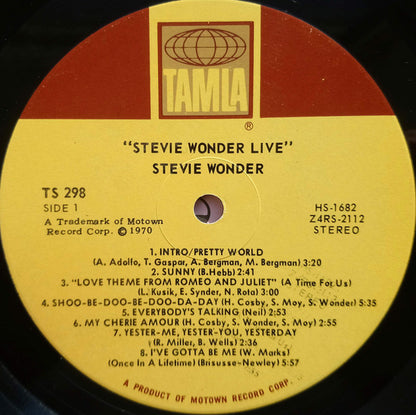 TAMLA
®
"STEVIE WONDER LIVE"
STEVIE WONDER
TS 298
SIDE 1
A Trademark of Motown
Record Corp. © 1970
HS-1682
Z4RS-2112
STEREO
1. INTRO/PRETTY WORLD
(A. Adolfo, T. Gaspar, A. Bergman, M. Bergman) 3:20
2. SUNNY (B.Hebb) 2:41
3. "LOVE THEME FROM ROMEO AND JULIET" (A Time For Us)
(L. Kusik, E. Synder, N. Rota) 3:00
4. SHOO-BE-DOO-BE-DOO-DA-DAY (H. Cosby, S. Moy, S. Wonder) 5:35
5. EVERYBODY'S TALKING (Neil) 2:53
6. MY CHERIE AMOUR (H. Cosby, S. Wonder, S. Moy) 2:55
7. YESTER-ME, YESTER-YOU, YESTERDAY
(R. Miller, B. Wells) 2:36
8. I'VE GOTTA BE ME (W. Marks)
(Once In A Lifetime) (Brisusse-Newley) 5:57
A PRODUCT OF MOTOWN RECORD CORP.